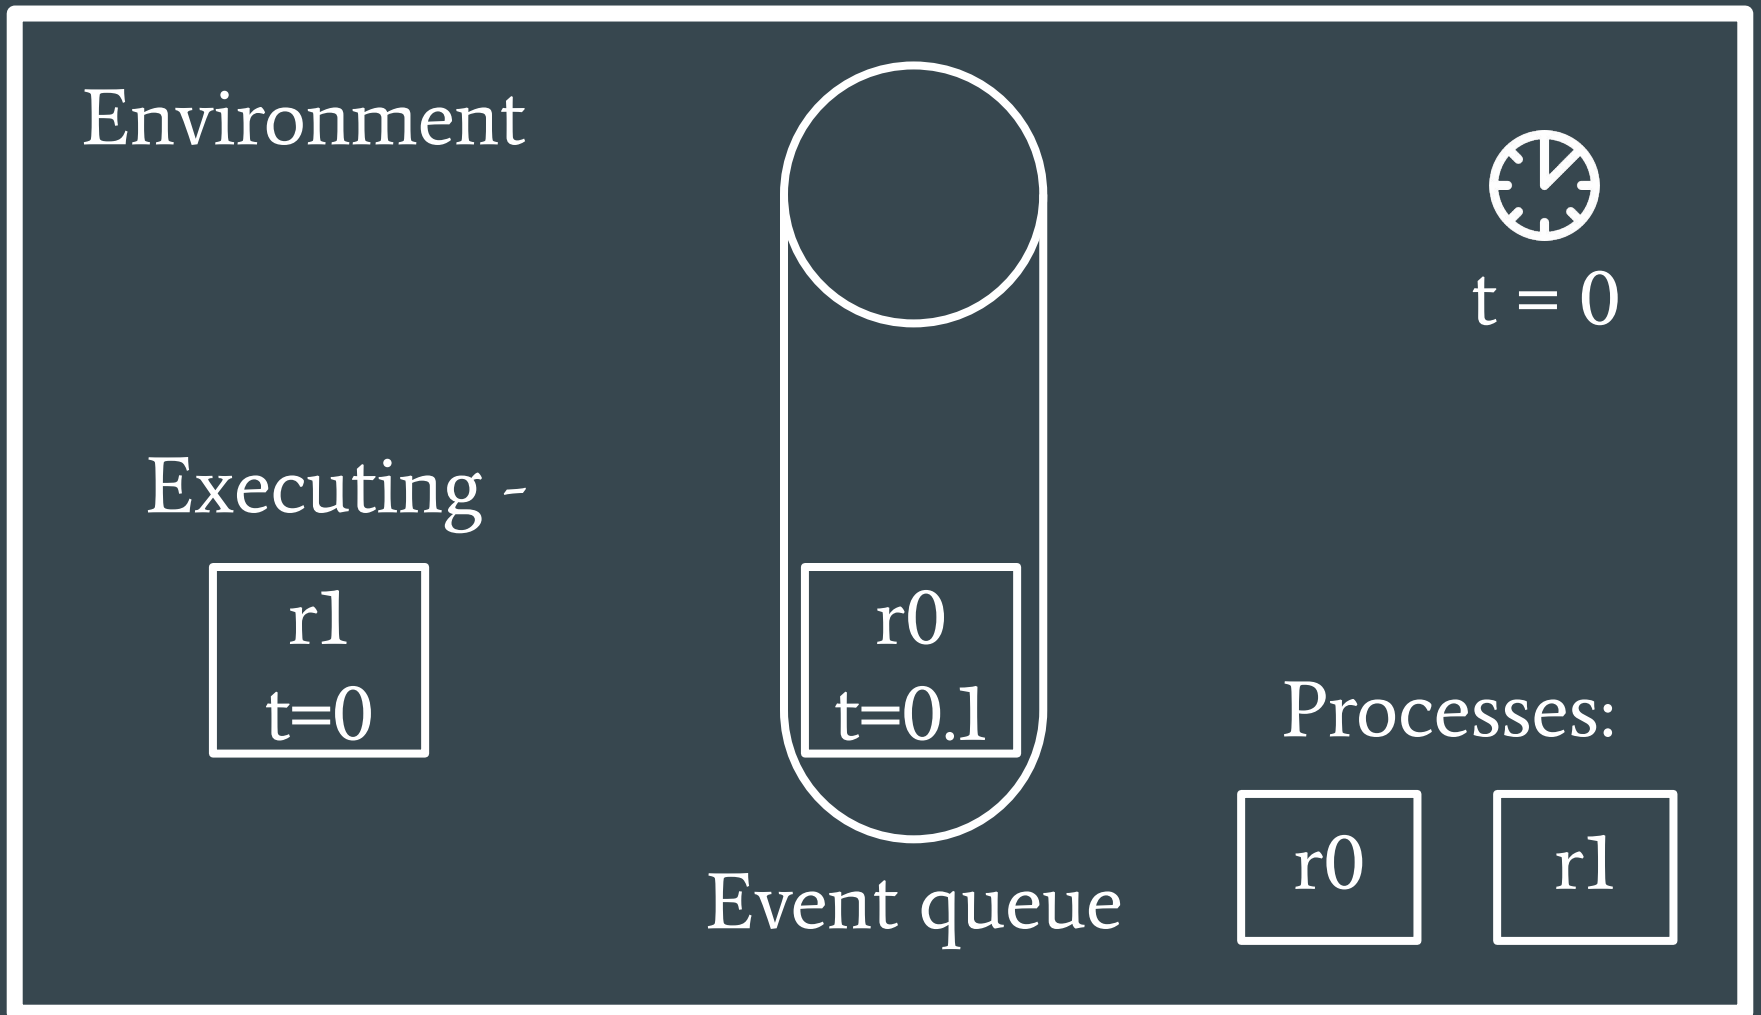 Environment
t = 0
Executing -
r1
t=0
r0
t=0.1
Event queue
Processes:
r0
r1